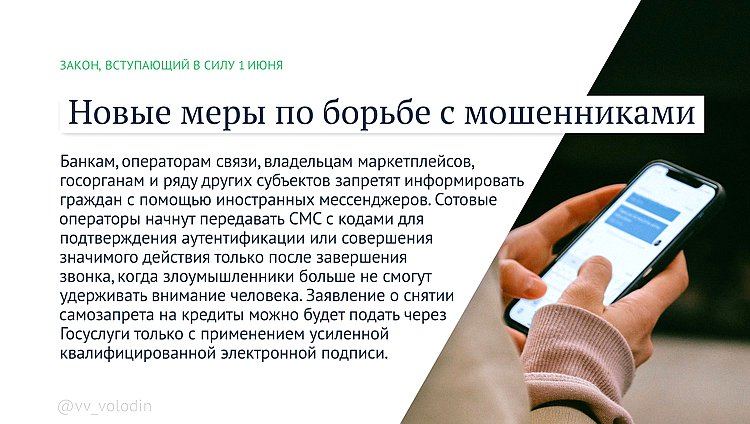 ЗАКОН, ВСТУПАЮЩИЙ В СИЛУ 1 ИЮНЯ
Новые меры по борьбе с мошенниками
Банкам, операторам связи, владельцам маркетплейсов,
госорганам и ряду других субъектов запретят информировать
граждан с помощью иностранных мессенджеров. Сотовые
операторы начнут передавать СМС с кодами для
подтверждения аутентификации или совершения
значимого действия только после завершения
звонка, когда злоумышленники больше не смогут
удерживать внимание человека. Заявление о снятии
самозапрета на кредиты можно будет подать через
Госуслуги только с применением усиленной
квалифицированной электронной подписи.
@vv_volodin